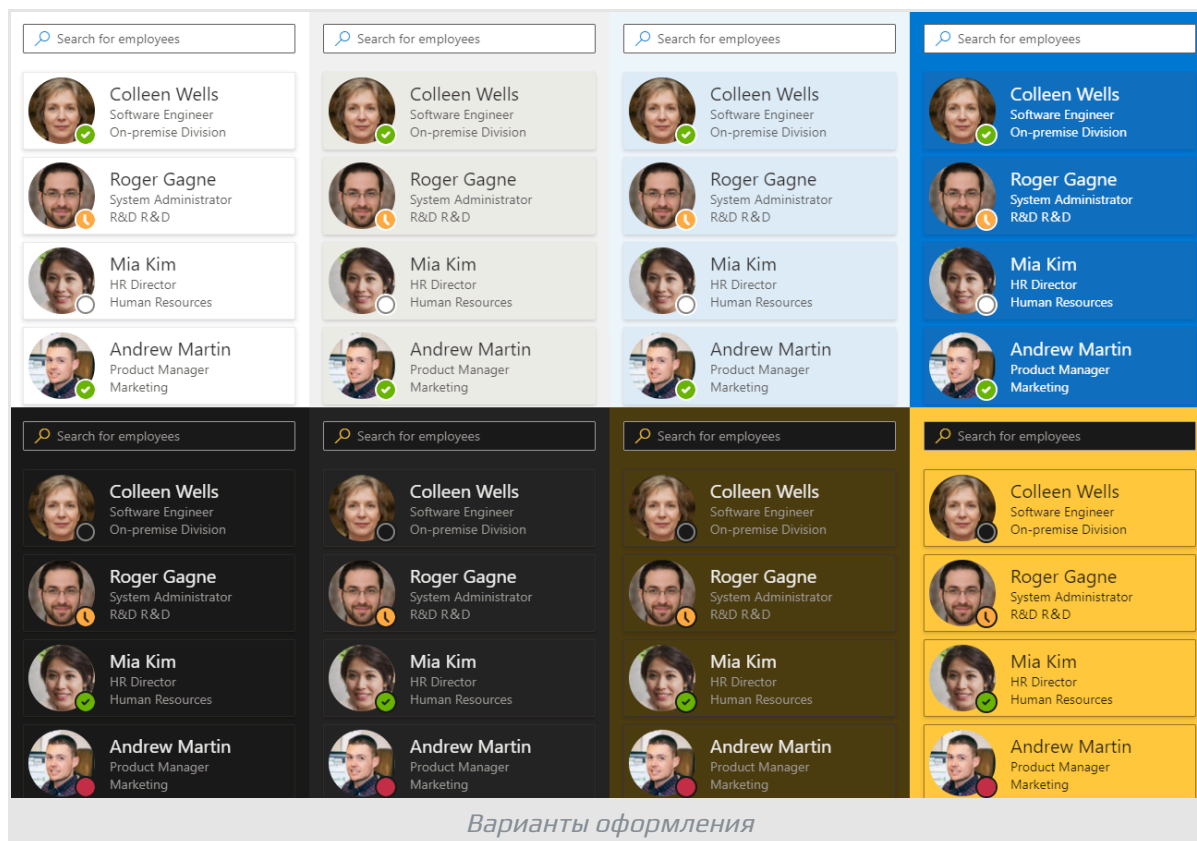 Search for employees
Colleen Wells
Software Engineer
On-premise Division
Roger Gagne
System Administrator
R&D R&D
Mia Kim
HR Director
Human Resources
Andrew Martin
Product Manager
Marketing
Search for employees
Colleen Wells
Software Engineer
On-premise Division
Roger Gagne
System Administrator
R&D R&D
Mia Kim
HR Director
Human Resources
Andrew Martin
Product Manager
Marketing
Search for employees
Colleen Wells
Software Engineer
On-premise Division
Roger Gagne
System Administrator
R&D R&D
Mia Kim
HR Director
Human Resources
Andrew Martin
Product Manager
Marketing
Search for employees
Colleen Wells
Software Engineer
On-premise Division
Roger Gagne
System Administrator
R&D R&D
Mia Kim
HR Director
Human Resources
Andrew Martin
Product Manager
Marketing
Search for employees
Colleen Wells
Software Engineer
On-premise Division
Roger Gagne
System Administrator
R&D R&D
Mia Kim
HR Director
Human Resources
Andrew Martin
Product Manager
Marketing
Search for employees
Colleen Wells
Software Engineer
On-premise Division
Roger Gagne
System Administrator
R&D R&D
Mia Kim
HR Director
Human Resources
Andrew Martin
Product Manager
Marketing
Search for employees
Colleen Wells
Software Engineer
On-premise Division
Roger Gagne
System Administrator
R&D R&D
Mia Kim
HR Director
Human Resources
Andrew Martin
Product Manager
Marketing
Search for employees
Colleen Wells
Software Engineer
On-premise Division
Roger Gagne
System Administrator
R&D R&D
Mia Kim
HR Director
Human Resources
Andrew Martin
Product Manager
Marketing
Варианты оформления